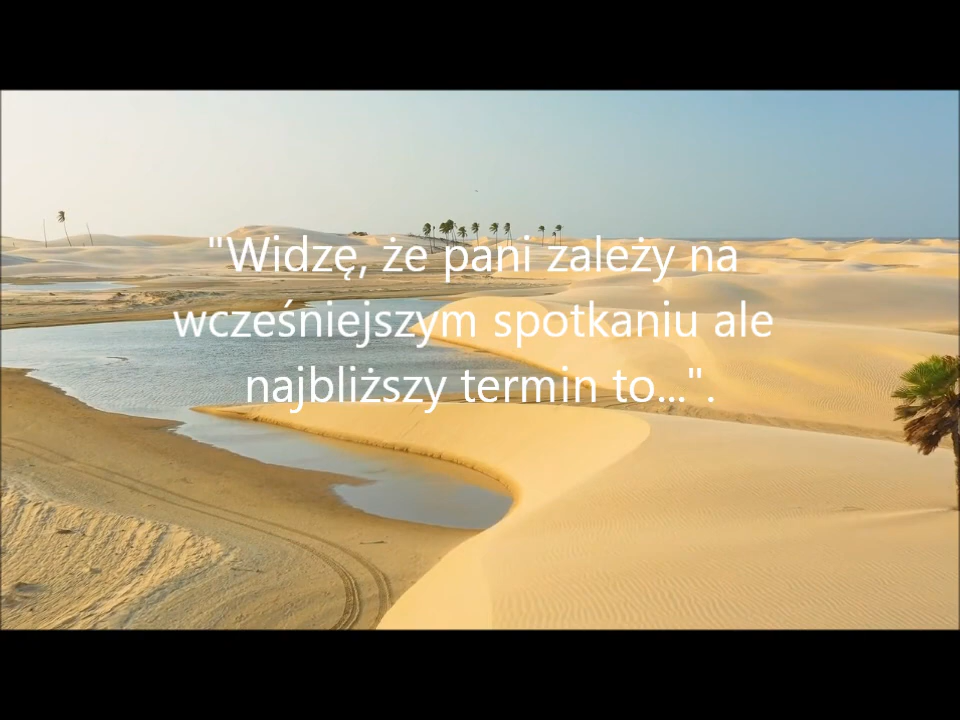 "Widzę, że pani zależy na
wcześniejszym spotkaniu ale
najbliższy termin to...".